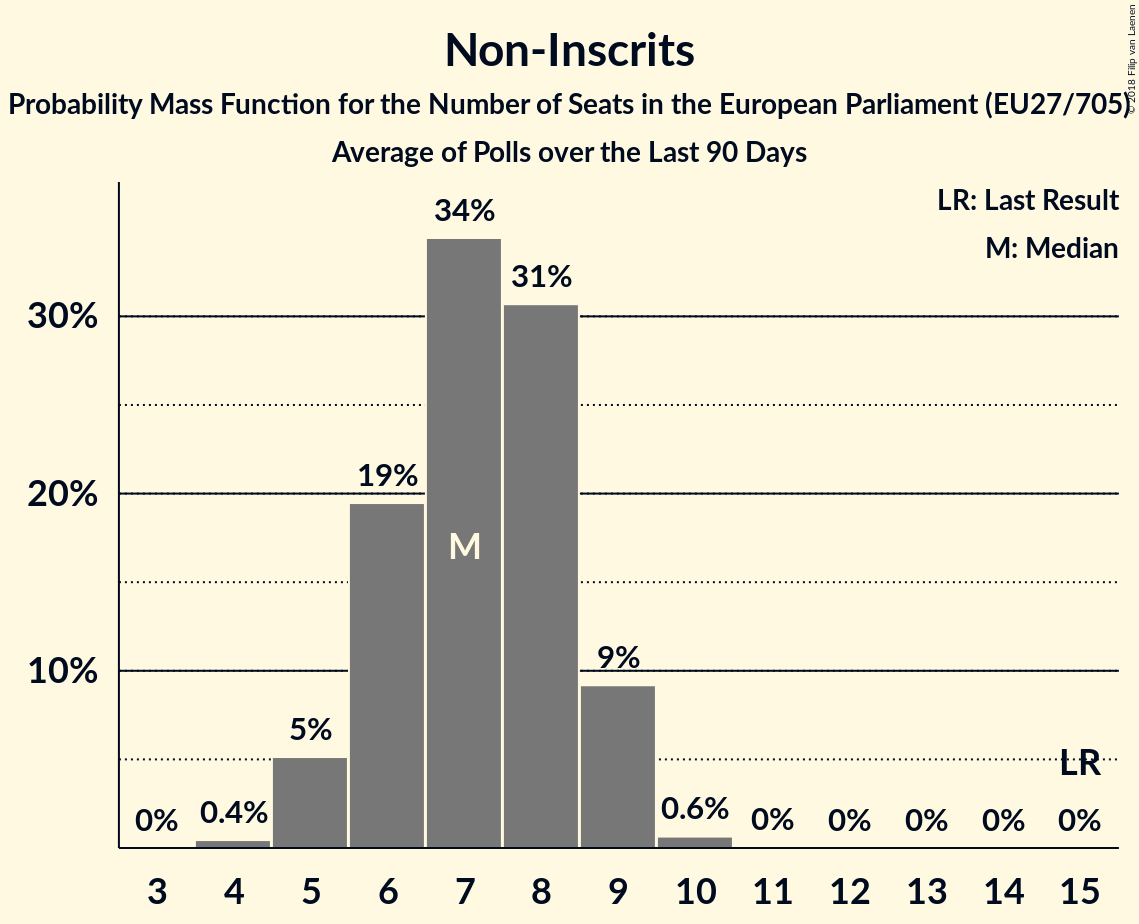 Non-Inscrits
Probability Mass Function for the Number of Seats in the European Parliament (EU27/705)
Average of Polls over the Last 90 Days
© 2018 Filip van Laenen
LR: Last Result
M: Median
34%
31%
30%
19%
20%
M
9%
10%
5%
LR
0%
0.4%
0.6%
0%
0%
0%
0%
0%
3 4 5 6 7 8 9 10 11 12 13 14 15